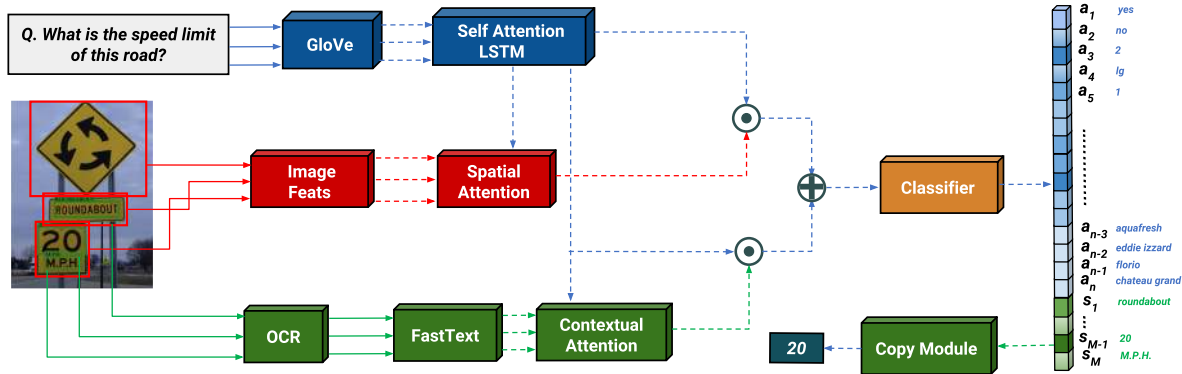 Q. What is the speed limit
of this road?
GloVe
Self Attention
LSTM
ROUNDABOUT
20
M.P.H
Image
Feats
Spatial
Attention
OCR
FastText
Contextual
Attention
Classifier
Copy Module
20
a1 yes
a2 no
a3 2
a4 lg
a5 1
an-3 aquafresh
an-2 eddie izzard
an-1 florio
an chateau grand
s1 roundabout
sM-1 20
sM M.P.H.